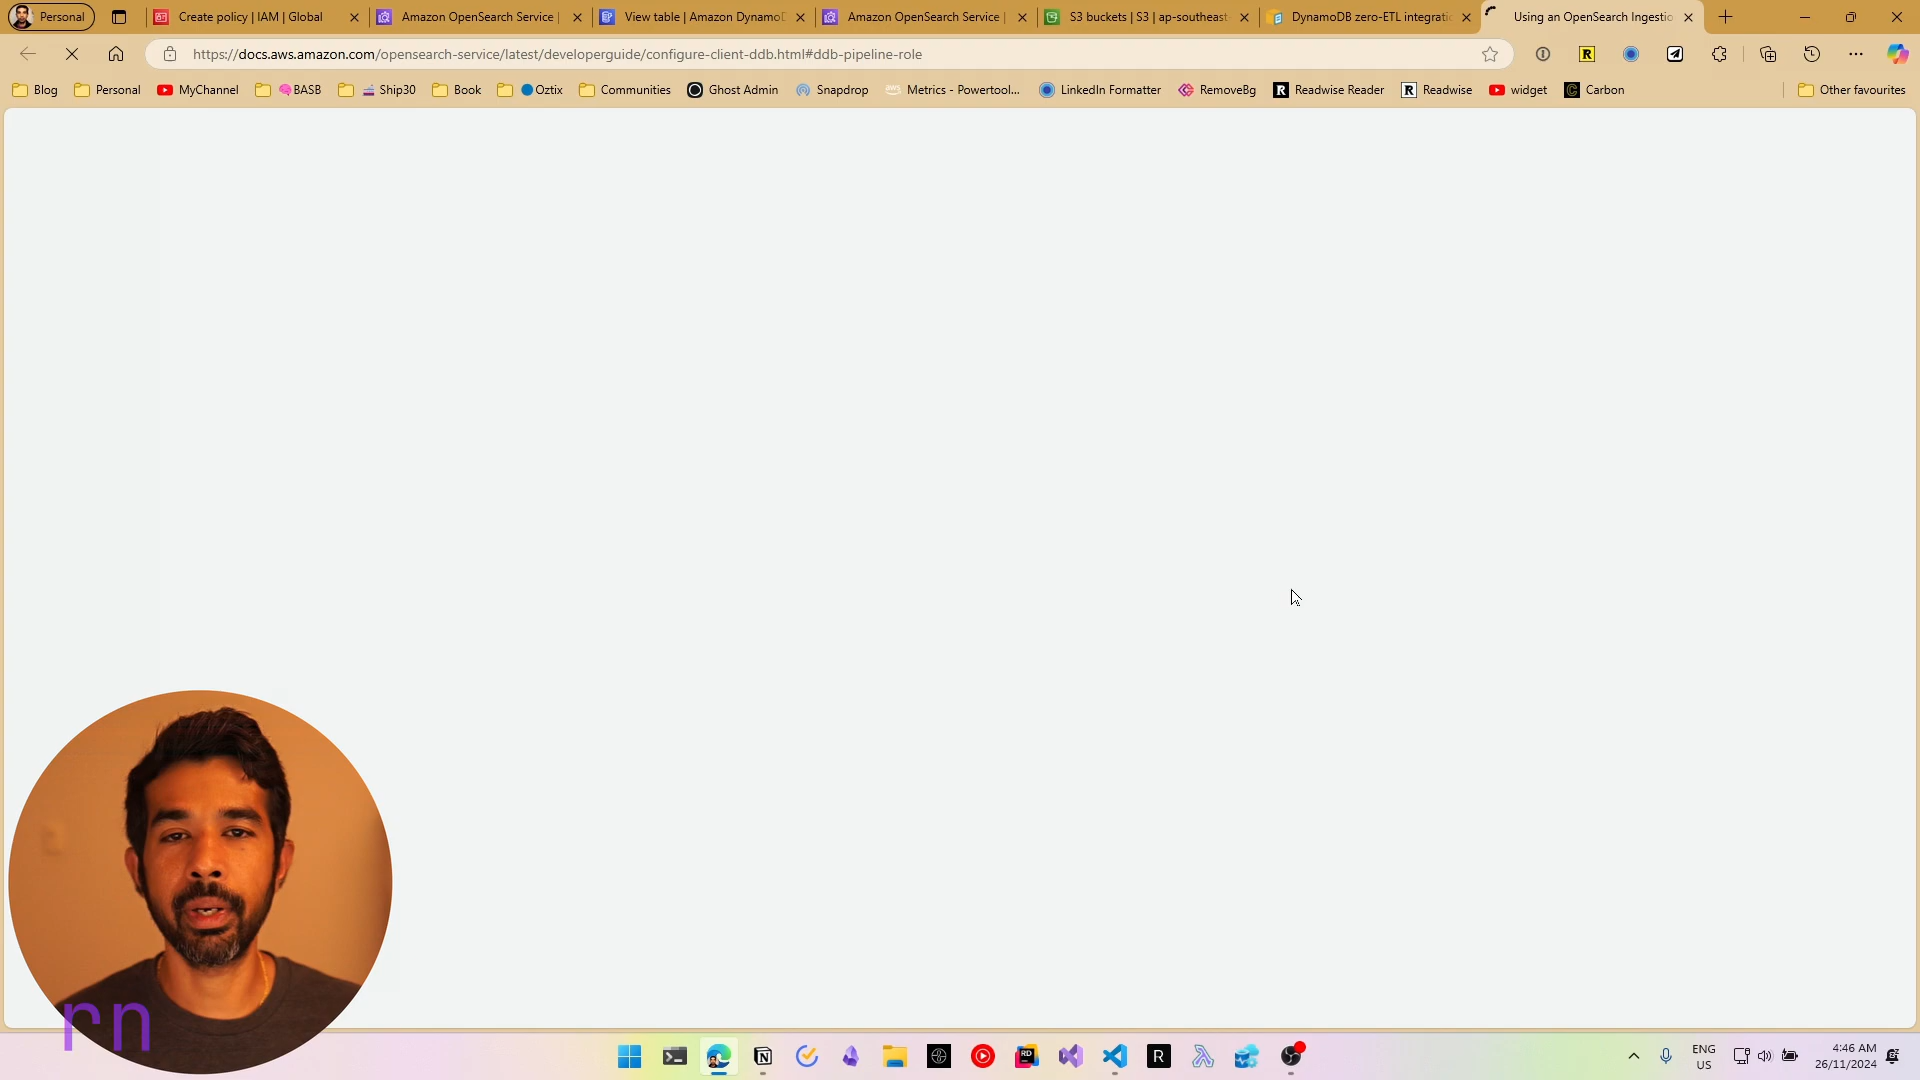 Personal
Create policy | IAM | Global
Amazon OpenSearch Service |
View table | Amazon DynamoD
Amazon OpenSearch Service |
S3 buckets | S3 | ap-southeast-
DynamoDB zero-ETL integratio
Using an OpenSearch Ingestio
https://docs.aws.amazon.com/opensearch-service/latest/developerguide/configure-client-ddb.html#ddb-pipeline-role
Blog
Personal
MyChannel
BASB
Ship30
Book
Oztix
Communities
Ghost Admin
Snapdrop
Metrics - Powertool...
LinkedIn Formatter
RemoveBg
Readwise Reader
Readwise
widget
Carbon
Other favourites
rn
ENG
US
4:46 AM
26/11/2024